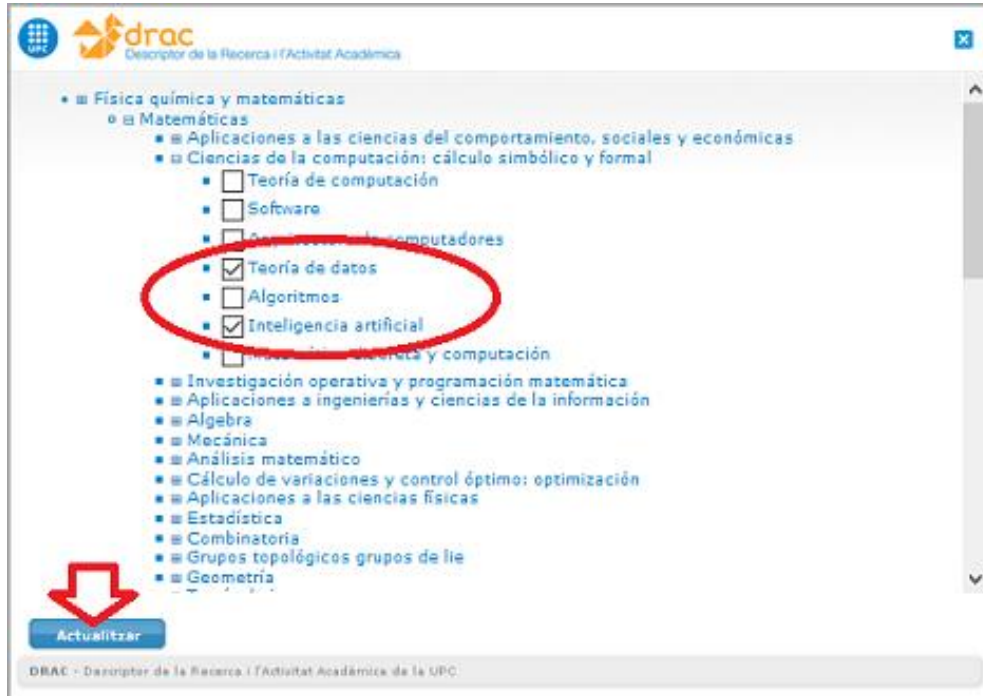 UPC
drac
Descriptor de la Recerca i l'Activitat Acadèmica
Física química y matemáticas
Matemáticas
Aplicaciones a las ciencias del comportamiento, sociales y económicas
Ciencias de la computación: cálculo simbólico y formal
Teoría de computación
Software
computadores
Teoría de datos
Algoritmos
Inteligencia artificial
discreta y computación
Investigación operativa y programación matemática
Aplicaciones a ingenierías y ciencias de la información
Algebra
Mecánica
Análisis matemático
Cálculo de variaciones y control óptimo: optimización
Aplicaciones a las ciencias físicas
Estadística
Combinatoria
Grupos topológicos grupos de lie
Geometría
Actualitzar
DRAC - Descriptor de la Recerca i l'Activitat Acadèmica de la UPC